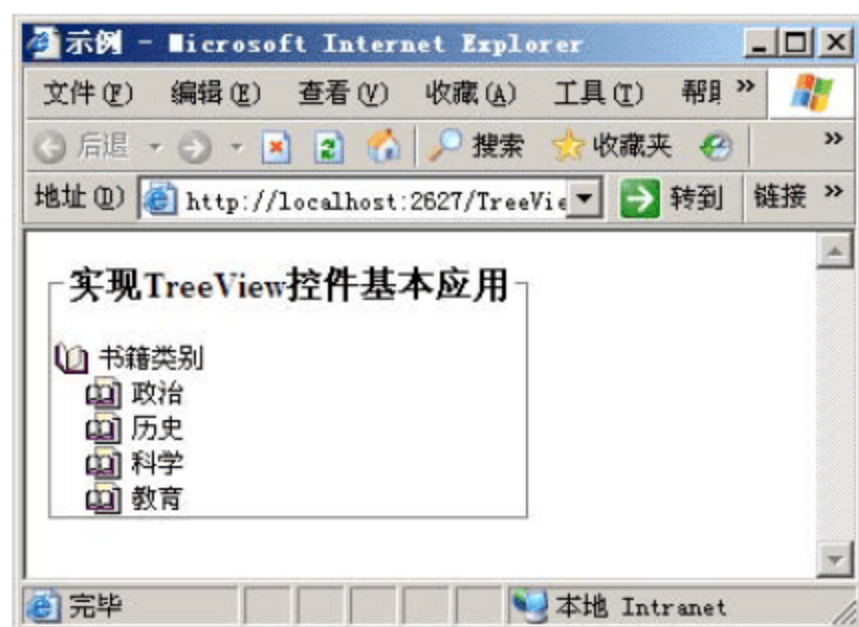 示例 - Microsoft Internet Explorer
文件(F) 编辑(E) 查看(V) 收藏(A) 工具(T) »
后退 搜索 收藏夹 »
地址(D) http://localhost:2627/TreeVie 转到 链接 »
实现TreeView控件基本应用
书籍类别
政治
历史
科学
教育
完毕 本地 Intranet